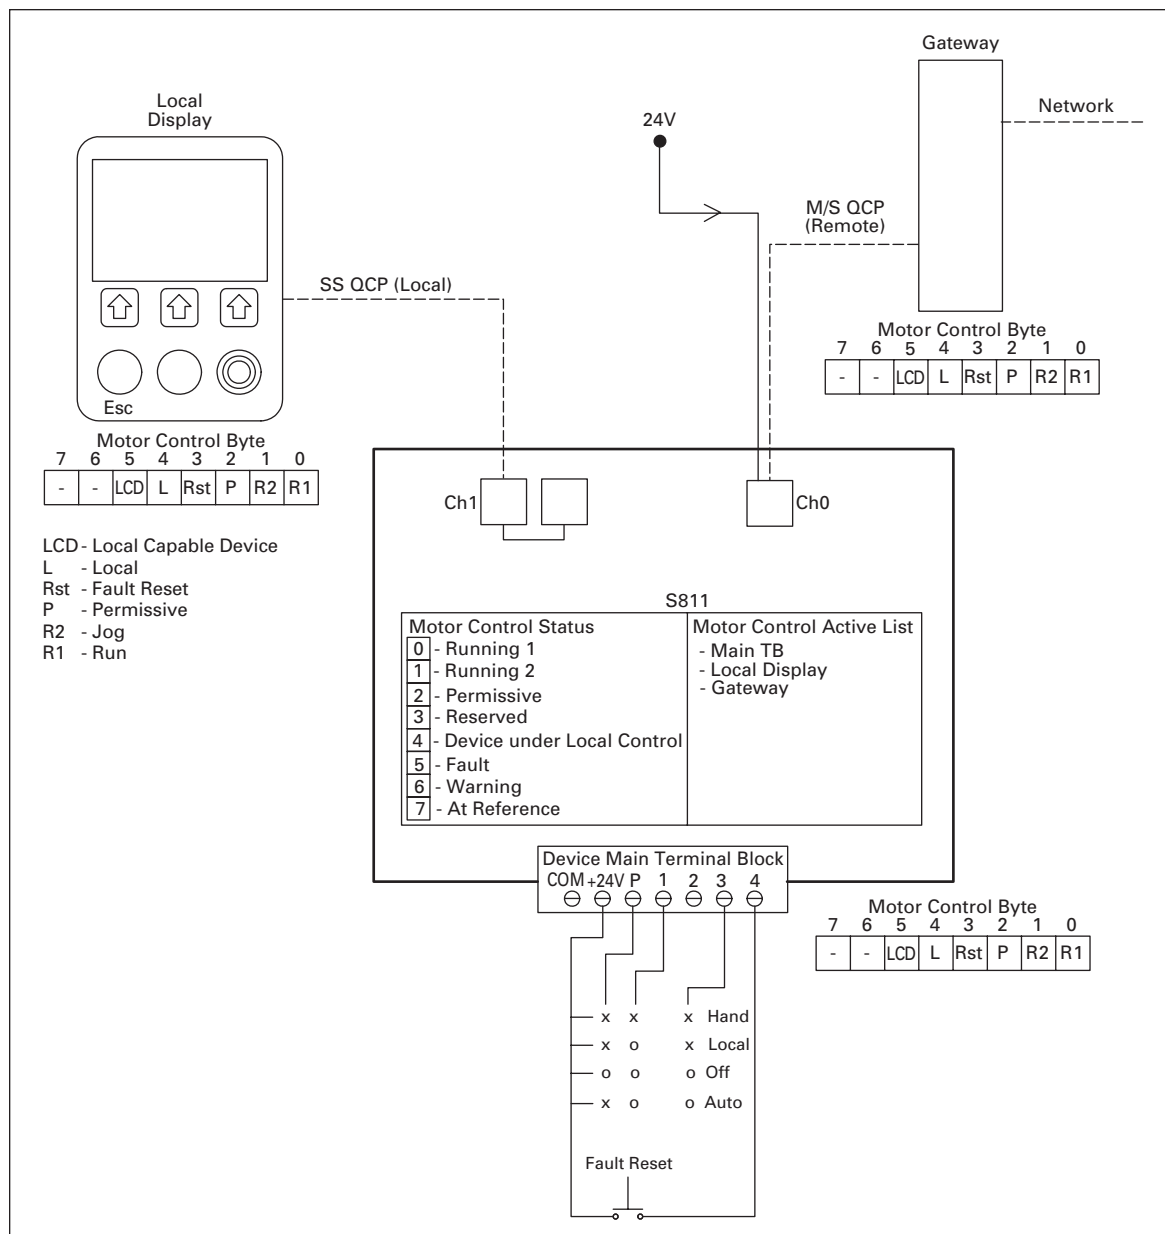 Gateway
Network
Local
Display
24V
M/S QCP
(Remote)
SS QCP (Local)
Esc
Motor Control Byte
7 6 5 4 3 2 1 0
- - LCD L Rst P R2 R1
Motor Control Byte
7 6 5 4 3 2 1 0
- - LCD L Rst P R2 R1
LCD - Local Capable Device
L - Local
Rst - Fault Reset
P - Permissive
R2 - Jog
R1 - Run
Ch1
Ch0
S811
Motor Control Status
0 - Running 1
1 - Running 2
2 - Permissive
3 - Reserved
4 - Device under Local Control
5 - Fault
6 - Warning
7 - At Reference
Motor Control Active List
- Main TB
- Local Display
- Gateway
Device Main Terminal Block
COM +24V P 1 2 3 4
Motor Control Byte
7 6 5 4 3 2 1 0
- - LCD L Rst P R2 R1
x x x Hand
x o x Local
o o o Off
x o o Auto
Fault Reset